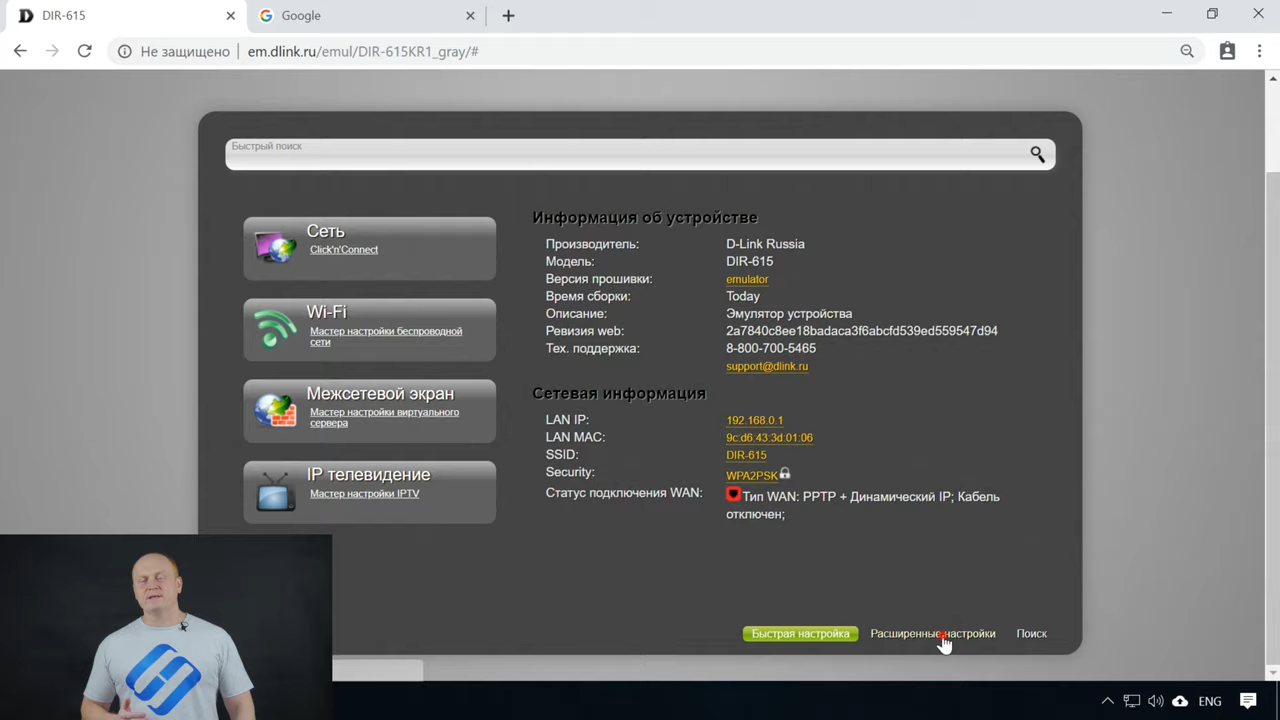 DIR-615
Google
Не защищено
em.dlink.ru/emul/DIR-615KR1_gray/#
Быстрый поиск
Сеть
Click'n'Connect
Wi-Fi
Мастер настройки беспроводной
сети
Межсетевой экран
Мастер настройки виртуального
сервера
IP телевидение
Мастер настройки IPTV
Информация об устройстве
Производитель: D-Link Russia
Модель: DIR-615
Версия прошивки: emulator
Время сборки: Today
Описание: Эмулятор устройства
Ревизия web: 2a7840c8ee18badaca3f6abcfd539ed559547d94
Тех. поддержка: 8-800-700-5465
support@dlink.ru
Сетевая информация
LAN IP: 192.168.0.1
LAN MAC: 9c:d6:43:3d:01:06
SSID: DIR-615
Security: WPA2PSK
Статус подключения WAN: Тип WAN: PPTP + Динамический IP; Кабель
отключен;
Быстрая настройка
Расширенные настройки
Поиск
ENG